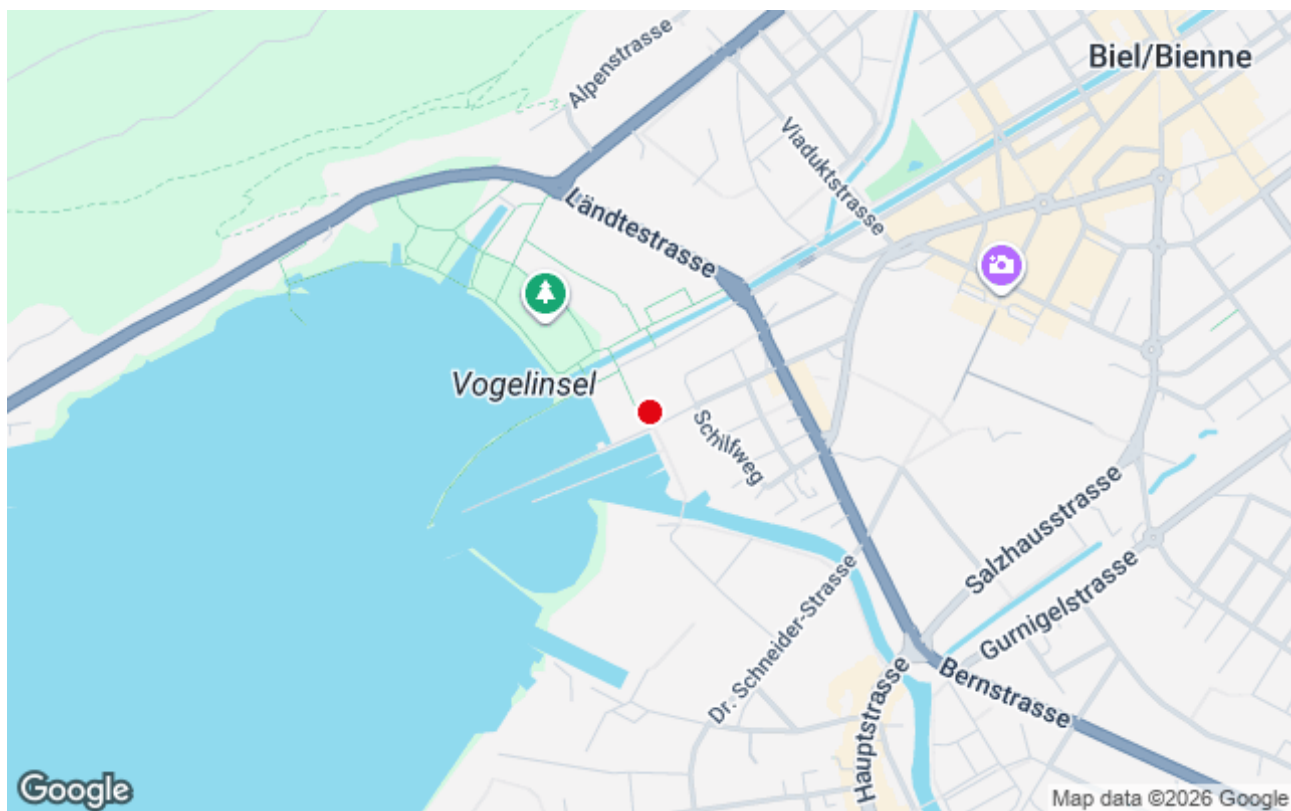 Alpenstrasse
Biel/Bienne
Viaduktstrasse
Ländtestrasse
Vogelinsel
Schilfweg
Salzhausstrasse
Gurnigelstrasse
Dr. Schneider-Strasse
Hauptstrasse
Bernstrasse
Google
Map data ©2026 Google